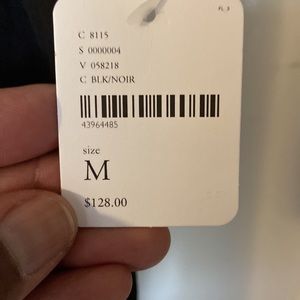 FL 3
C 8115
S 0000004
V 058218
C BLK/NOIR
43964485
size
M
$128.00